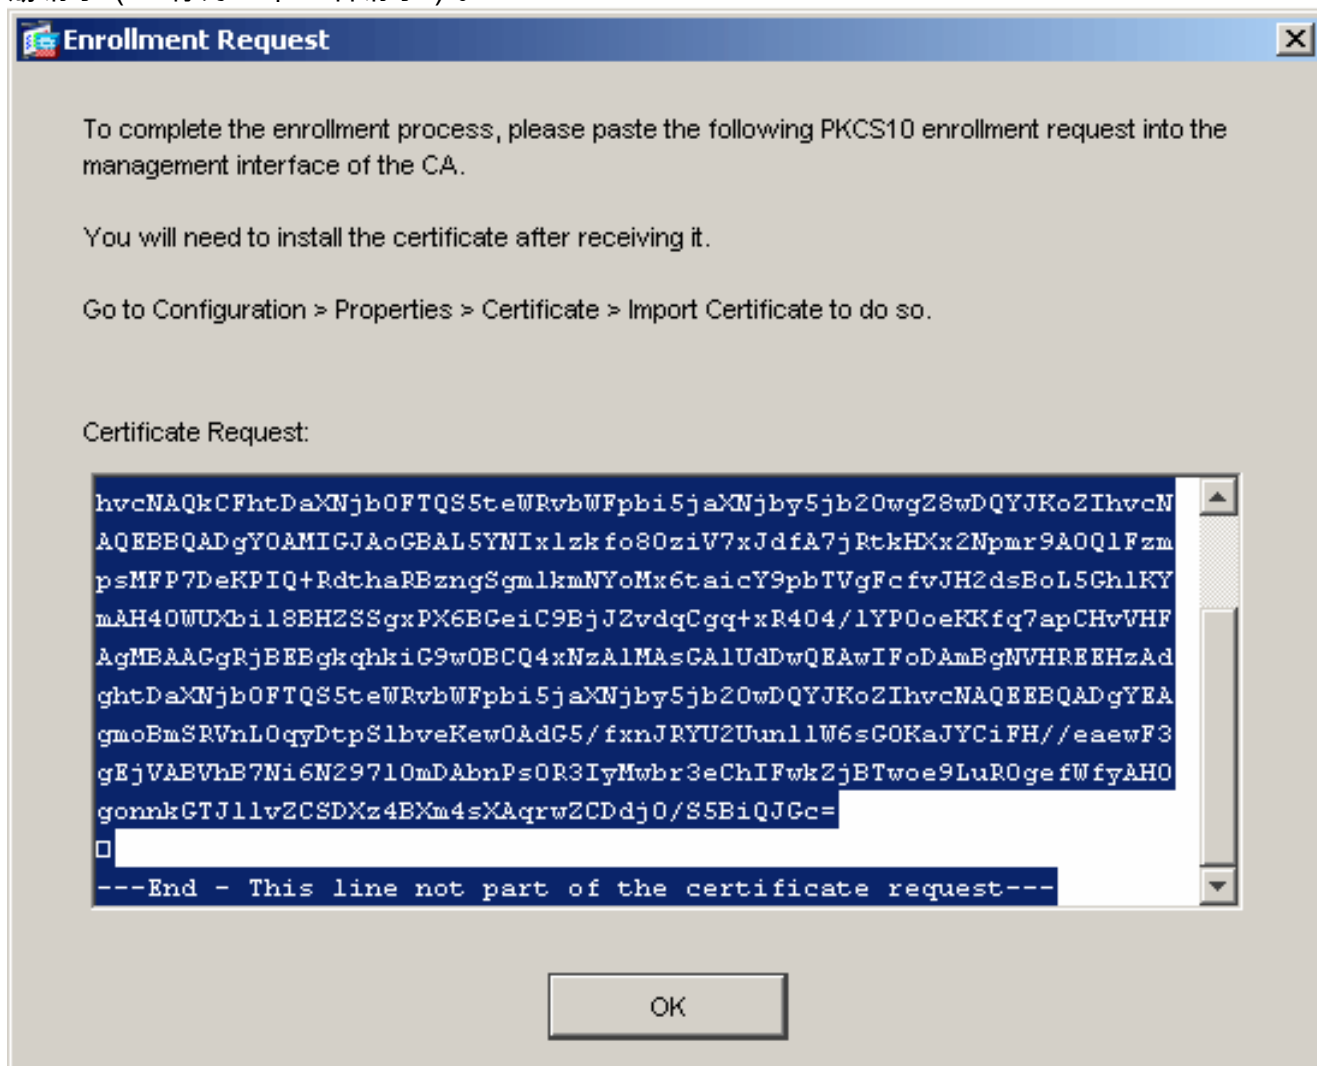 Enrollment Request
To complete the enrollment process, please paste the following PKCS10 enrollment request into the
management interface of the CA.
You will need to install the certificate after receiving it.
Go to Configuration > Properties > Certificate > Import Certificate to do so.
Certificate Request:
hvcNAQkCFhtDaXNjb0FTQS5teWRvbWFpbi5jaXNjby5jb20wgZ8wDQYJKoZIhvcN
AQEBBQADgY0AMIGJAoGBAL5YNIxlzkfo80ziV7xJdfA7jRtkHXx2Npmr9A0QlFzm
psMFP7DeKPIQ+RdthaRBzngSgmlkmNYoMx6taicY9pbTVgFcfvJH2dsBoL5GhlKY
mAH40WUXbil8BHZSSgxPX6BGeiC9BjJZvdqCgq+xR404/lYP0oeKKfq7apCHvVHF
AgMBAAGgRjBEBgkqhkiG9w0BCQ4xNzA1MAsGA1UdDwQEAwIFoDAmBgNVHREEHzAd
ghtDaXNjb0FTQS5teWRvbWFpbi5jaXNjby5jb20wDQYJKoZIhvcNAQEEBQADgYEA
gmoBmSRVnL0qyDtpSlbveKew0AdG5/fxnJRYU2Uunl1W6sG0KaJYCiFH//eaewF3
gEjVABVhB7Ni6N297l0mDAbnPs0R3IyMwbr3eChIFwkZjBTwoe9LuR0gefWfyAH0
gonnkGTJllvZCSDXz4BXm4sXAqrwZCDdj0/S5BiQJGc=
---End - This line not part of the certificate request---
OK